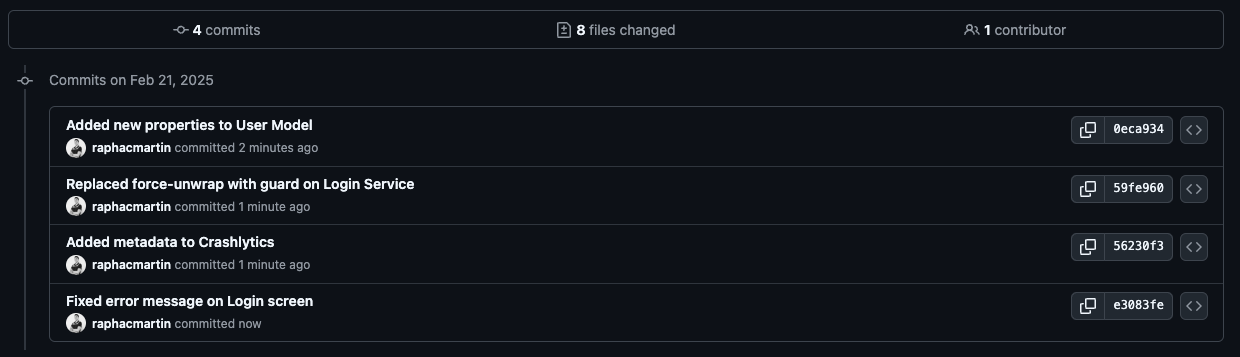 4 commits
8 files changed
1 contributor
Commits on Feb 21, 2025
Added new properties to User Model
0eca934
raphacmartin committed 2 minutes ago
Replaced force-unwrap with guard on Login Service
59fe960
raphacmartin committed 1 minute ago
Added metadata to Crashlytics
56230f3
raphacmartin committed 1 minute ago
Fixed error message on Login screen
e3083fe
raphacmartin committed now